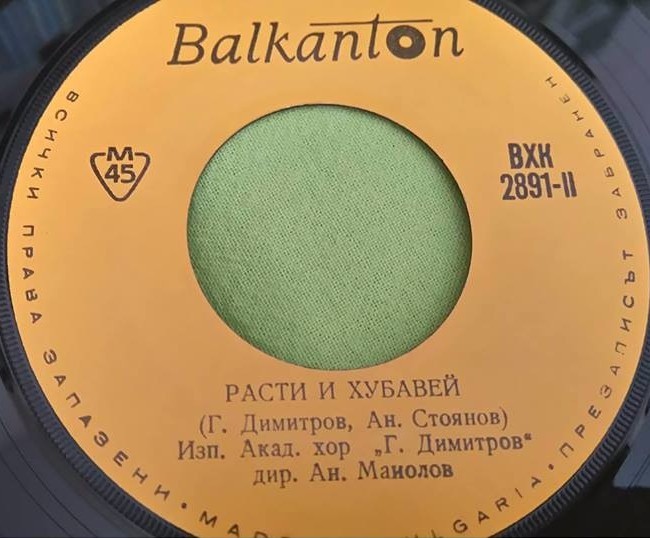 Balkanton
М
45
ВХК
2891-II
РАСТИ И ХУБАВЕЙ
(Г. Димитров, Ан. Стоянов)
Изп. Акад. хор „Г. Димитров“
дир. Ан. Манолов
ВСИЧКИ ПРАВА ЗАПАЗЕНИ •
• ПРЕЗАПИСЪТ ЗАБРАНЕН